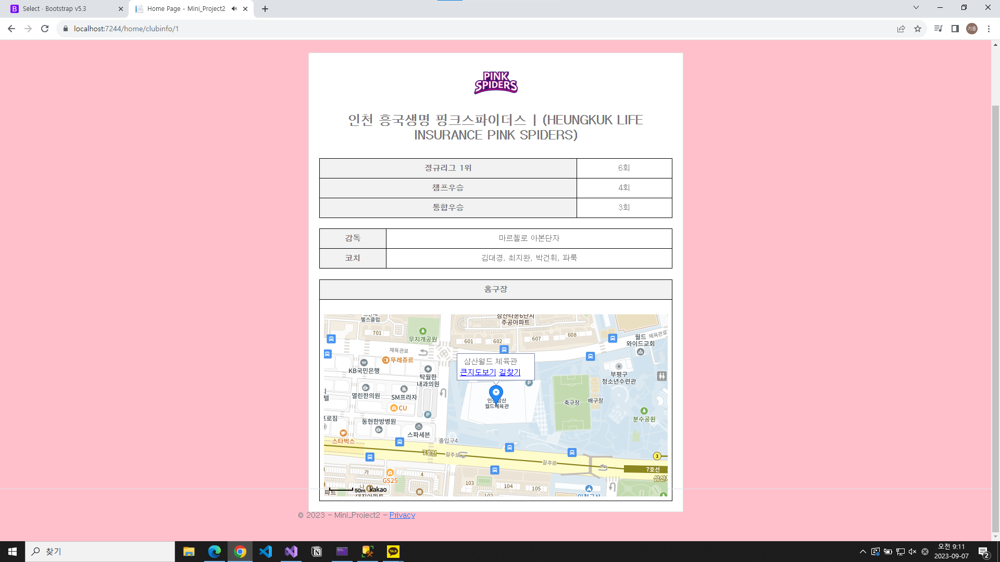 Select · Bootstrap v5.3
Home Page - Mini_Project2
localhost:7244/home/clubinfo/1
기종
PINK
SPIDERS
인천 흥국생명 핑크스파이더스 | (HEUNGKUK LIFE
INSURANCE PINK SPIDERS)
정규리그 1위 6회
챔프우승 4회
통합우승 3회
감독 마르첼로 아본단자
코치 김대경, 최지완, 박건휘, 파룩
홈구장
헬스클럽
삼산타운6단지
주공아파트
701
무지개공원
601
602
607
608
월드
와이드교회
체육관로
체육관로
뚜레쥬르
KB국민은행
탁월한
내과의원
삼산월드 체육관
큰지도보기 길찾기
부평구
청소년수련관
열린한의원
SM프라자
CU
월드체육관
축구장
배구장
분수공원
동현한방병원
스파세븐
스타벅스
출입구4
7호선
길주로
길주로
3
7호선
가
4
GS25
나
103
104
105
102
50m kakao
© 2023 - Mini_Project2 - Privacy
찾기
TALK
오전 9:11
2023-09-07
2